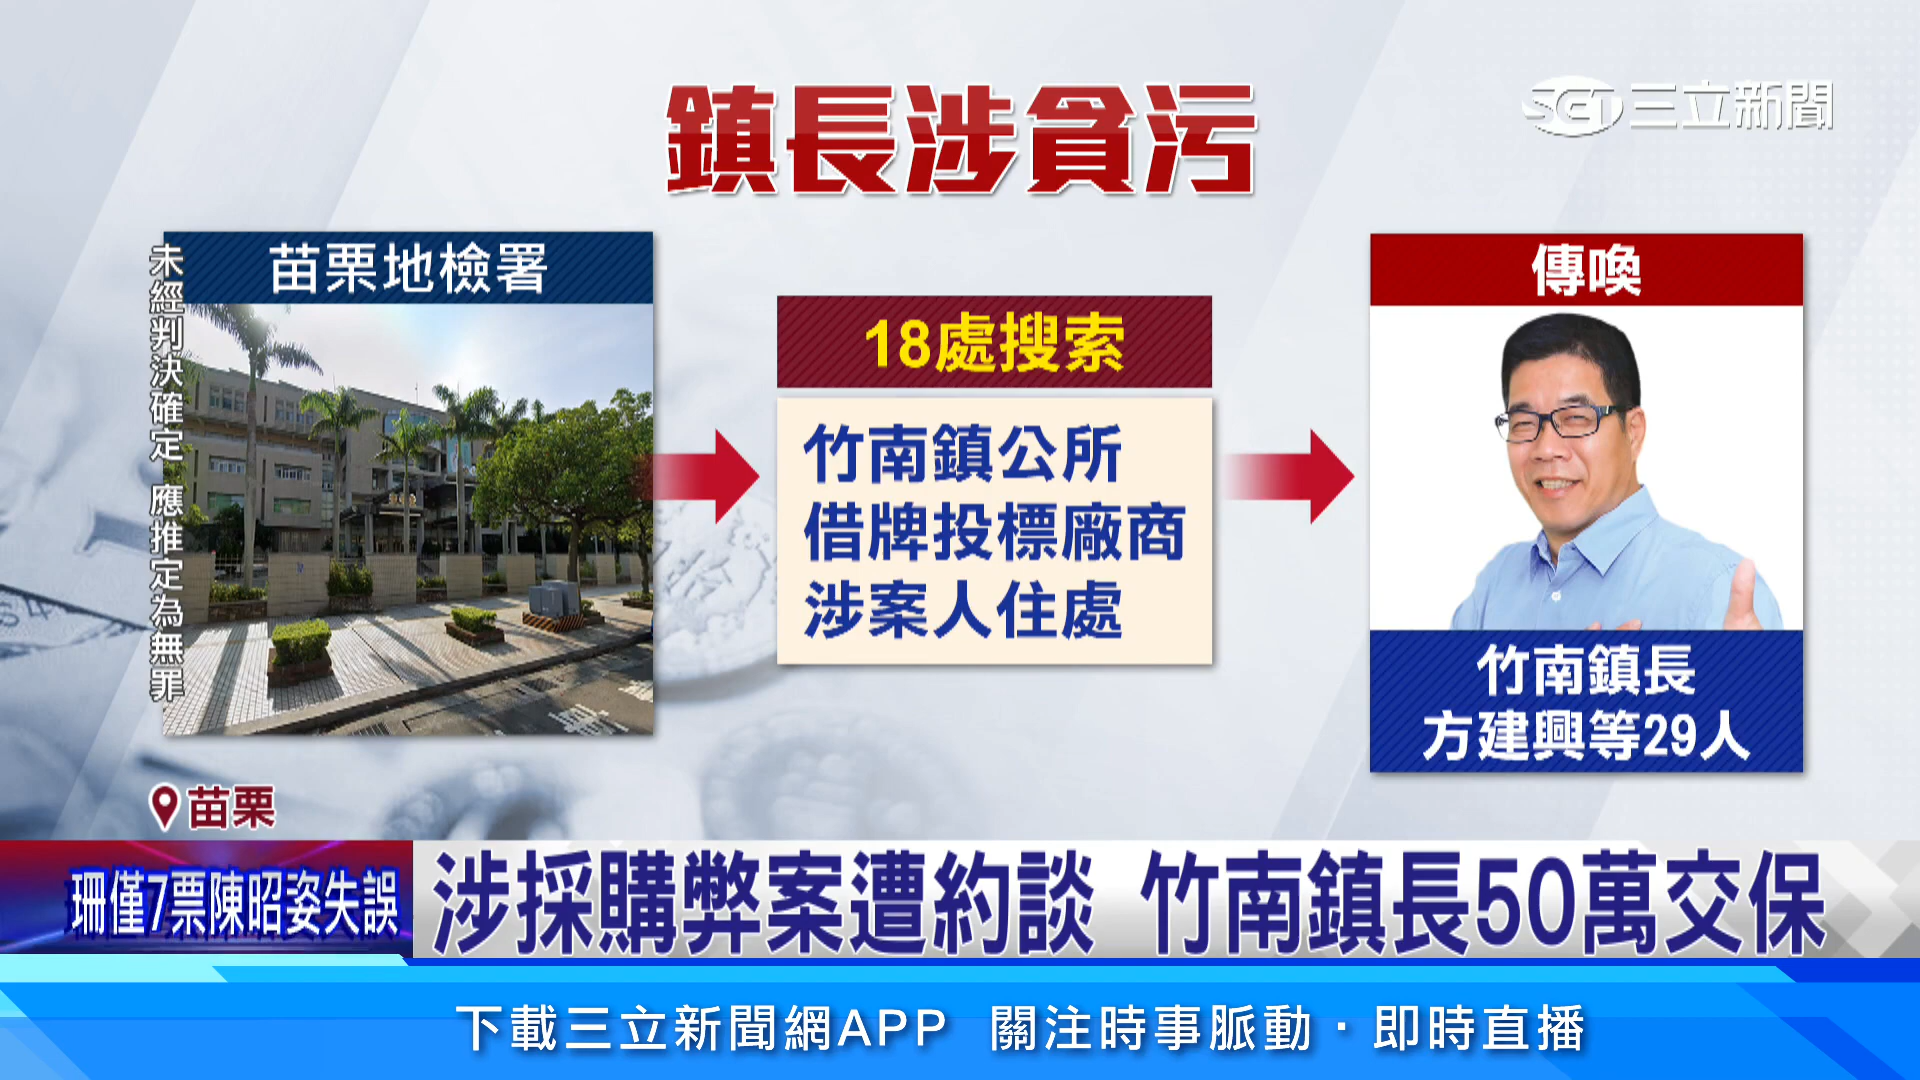 鎮長涉貪污
SET三立新聞
未經判決確定 應推定為無罪
苗栗地檢署
18處搜索
竹南鎮公所
借牌投標廠商
涉案人住處
傳喚
竹南鎮長
方建興等29人
苗栗
珊僅7票陳昭姿失誤
涉採購弊案遭約談 竹南鎮長50萬交保
下載三立新聞網APP 關注時事脈動·即時直播